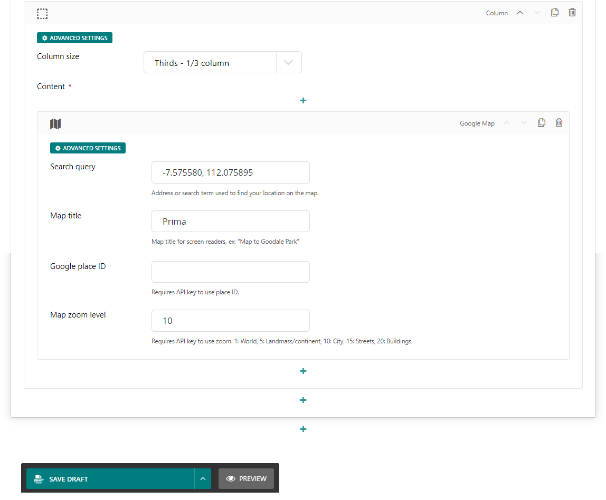 Column
ADVANCED SETTINGS
Column size
Thirds - 1/3 column
Content *
Google Map
ADVANCED SETTINGS
Search query
-7.575580, 112.075895
Address or search term used to find your location on the map.
Map title
Prima
Map title for screen readers, ex: "Map to Goodale Park"
Google place ID
Requires API key to use place ID.
Map zoom level
10
Requires API key to use zoom. 1: World, 5: Landmass/continent, 10: City, 15: Streets, 20: Buildings
SAVE DRAFT
PREVIEW